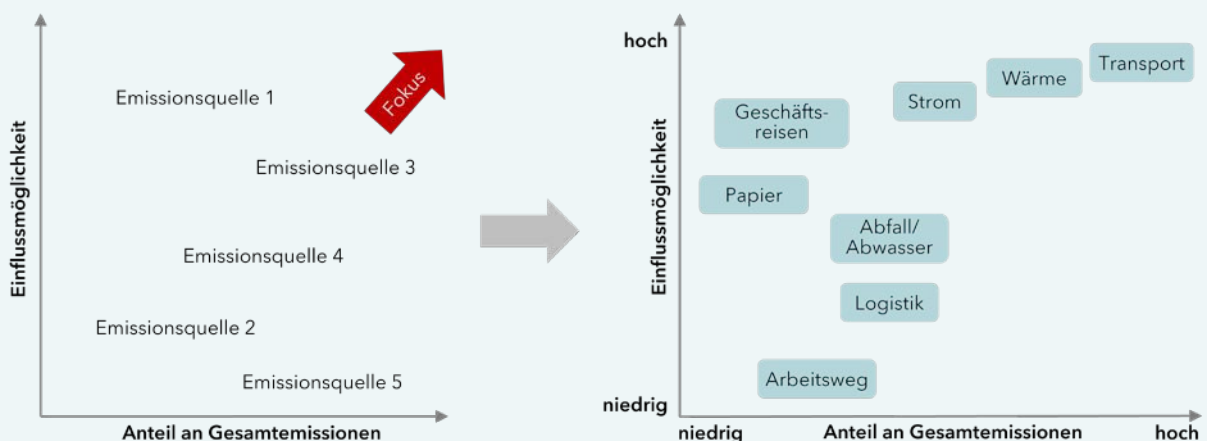 Einflussmöglichkeit
Emissionsquelle 1
Fokus
Emissionsquelle 3
Emissionsquelle 4
Emissionsquelle 2
Emissionsquelle 5
Anteil an Gesamtemissionen
Einflussmöglichkeit
hoch
Transport
Wärme
Strom
Geschäfts-
reisen
Papier
Abfall/
Abwasser
Logistik
Arbeitsweg
niedrig
niedrig
Anteil an Gesamtemissionen
hoch